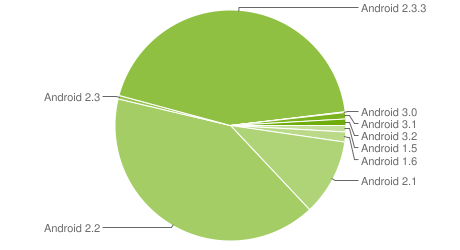 Android 2.3.3
Android 2.3
Android 3.0
Android 3.1
Android 3.2
Android 1.5
Android 1.6
Android 2.1
Android 2.2